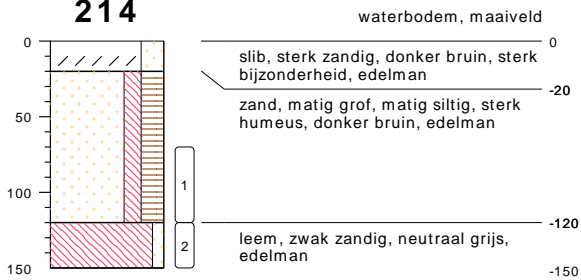 214
waterbodem, maaiveld
0
0
slib, sterk zandig, donker bruin, sterk
bijzonderheid, edelman
-20
zand, matig grof, matig siltig, sterk
humeus, donker bruin, edelman
50
100
1
-120
2
leem, zwak zandig, neutraal grijs,
edelman
150
-150